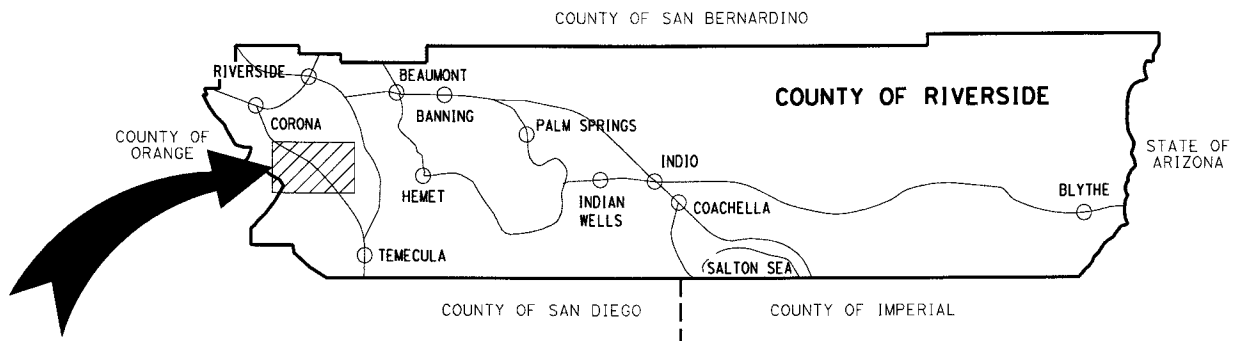 COUNTY OF SAN BERNARDINO
RIVERSIDE
BEAUMONT
COUNTY OF RIVERSIDE
BANNING
CORONA
PALM SPRINGS
COUNTY OF
ORANGE
STATE OF
ARIZONA
INDIO
HEMET
INDIAN
WELLS
BLYTHE
COACHELLA
TEMECULA
SALTON SEA
COUNTY OF SAN DIEGO
COUNTY OF IMPERIAL